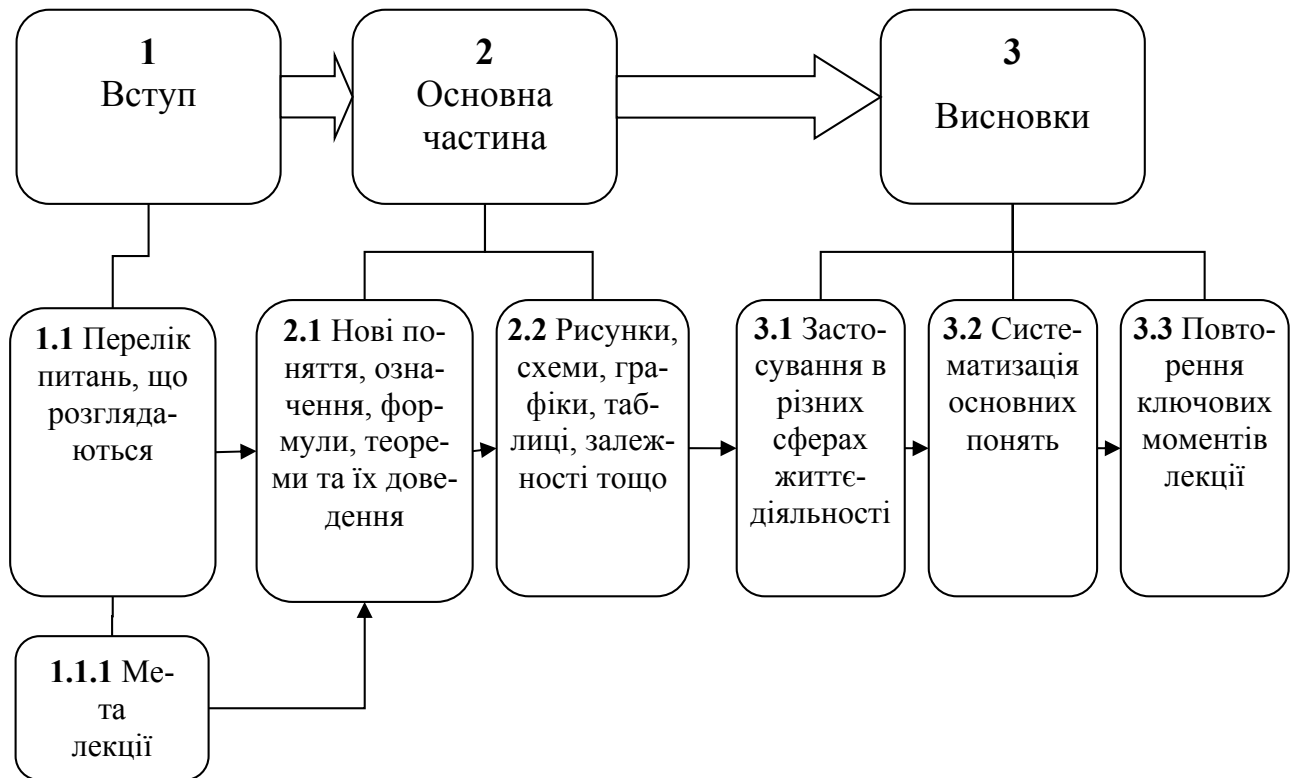 1
Вступ
2
Основна
частина
3
Висновки
1.1 Перелік
питань, що
розгляда-
ються
2.1 Нові по-
няття, озна-
чення, фор-
мули, теоре-
ми та їх дове-
дення
2.2 Рисунки,
схеми, гра-
фіки, таб-
лиці, залеж-
ності тощо
3.1 Засто-
сування в
різних
сферах
життє-
діяльності
3.2 Систе-
матизація
основних
понять
3.3 Повто-
рення
ключових
моментів
лекції
1.1.1 Ме-
та
лекції